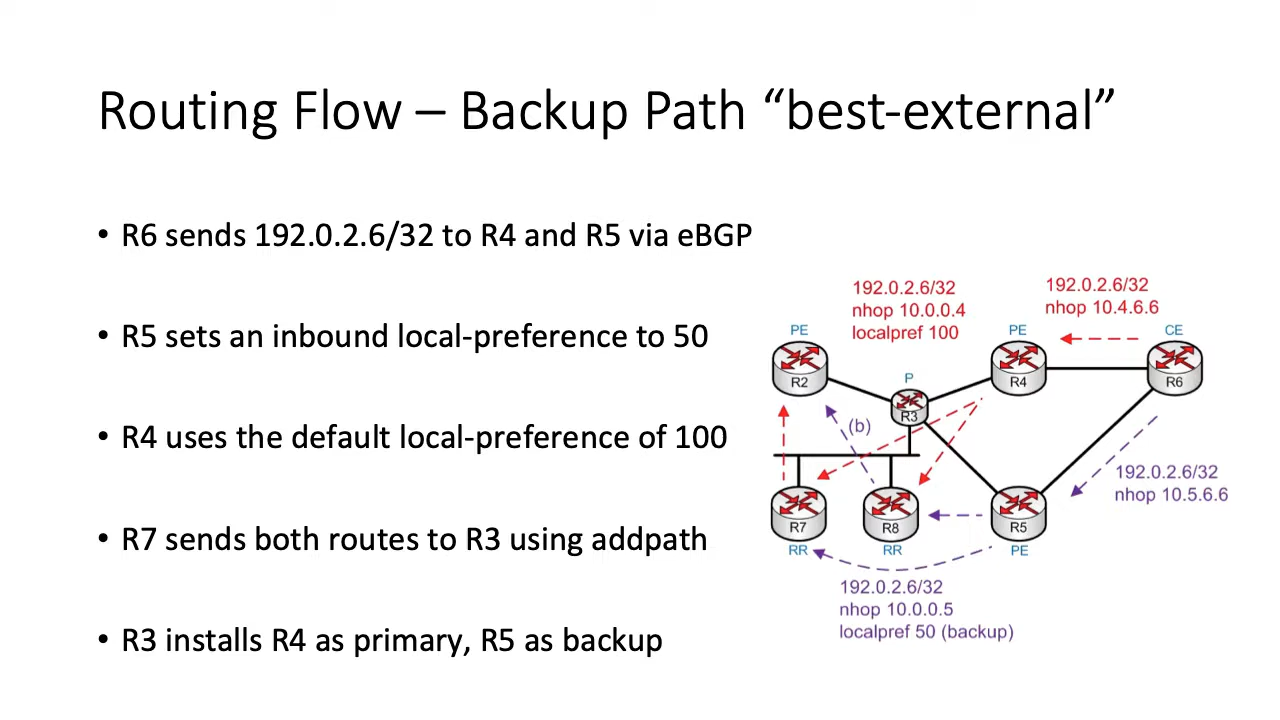 Routing Flow – Backup Path “best-external”
• R6 sends 192.0.2.6/32 to R4 and R5 via eBGP
• R5 sets an inbound local-preference to 50
• R4 uses the default local-preference of 100
• R7 sends both routes to R3 using addpath
• R3 installs R4 as primary, R5 as backup
192.0.2.6/32
nhop 10.0.0.4
localpref 100
192.0.2.6/32
nhop 10.4.6.6
PE
R2
P
R3
PE
R4
CE
R6
(b)
192.0.2.6/32
nhop 10.5.6.6
R7
RR
R8
RR
R5
PE
192.0.2.6/32
nhop 10.0.0.5
localpref 50 (backup)